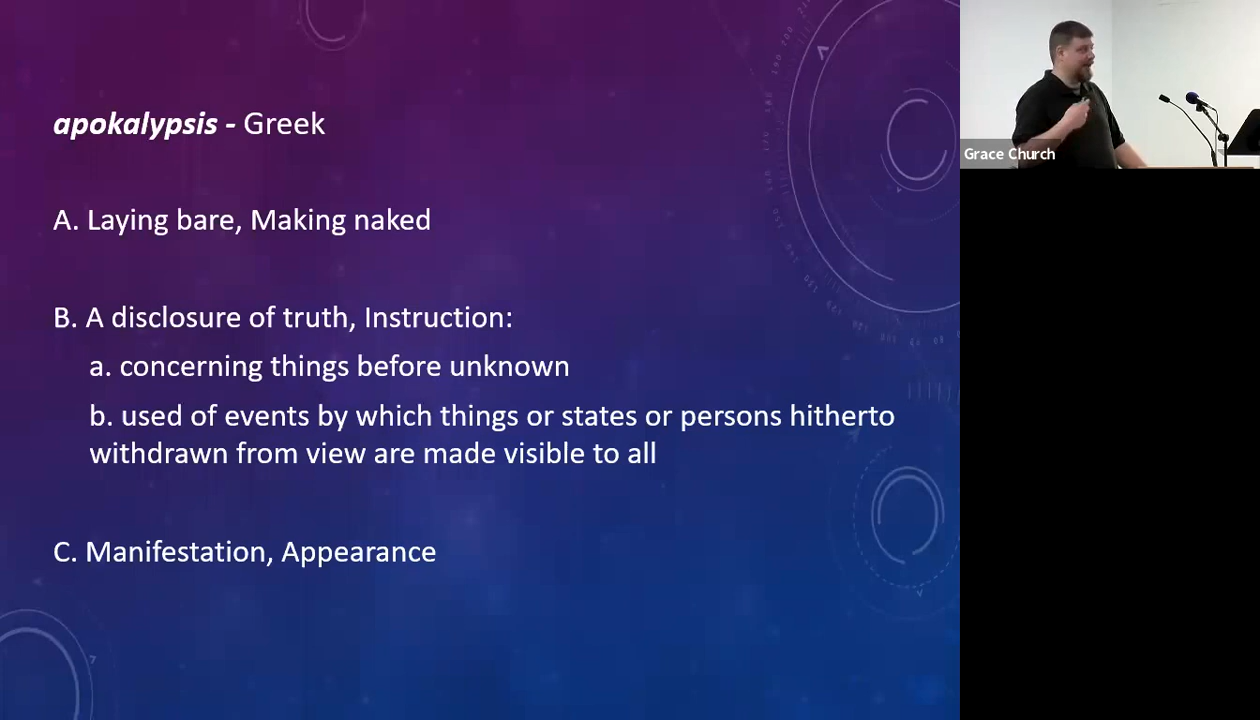 apokalypsis - Greek
A. Laying bare, Making naked
B. A disclosure of truth, Instruction:
a. concerning things before unknown
b. used of events by which things or states or persons hitherto
withdrawn from view are made visible to all
C. Manifestation, Appearance
Grace Church